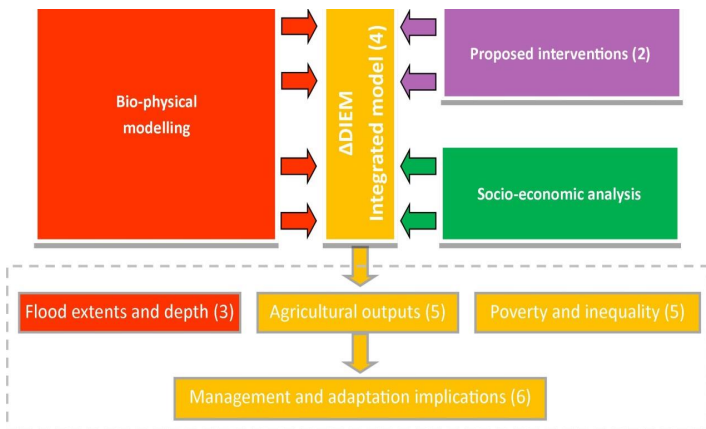 Bio-physical
modelling
ΔDIEM
Integrated model (4)
Proposed interventions (2)
Socio-economic analysis
Flood extents and depth (3)
Agricultural outputs (5)
Poverty and inequality (5)
Management and adaptation implications (6)